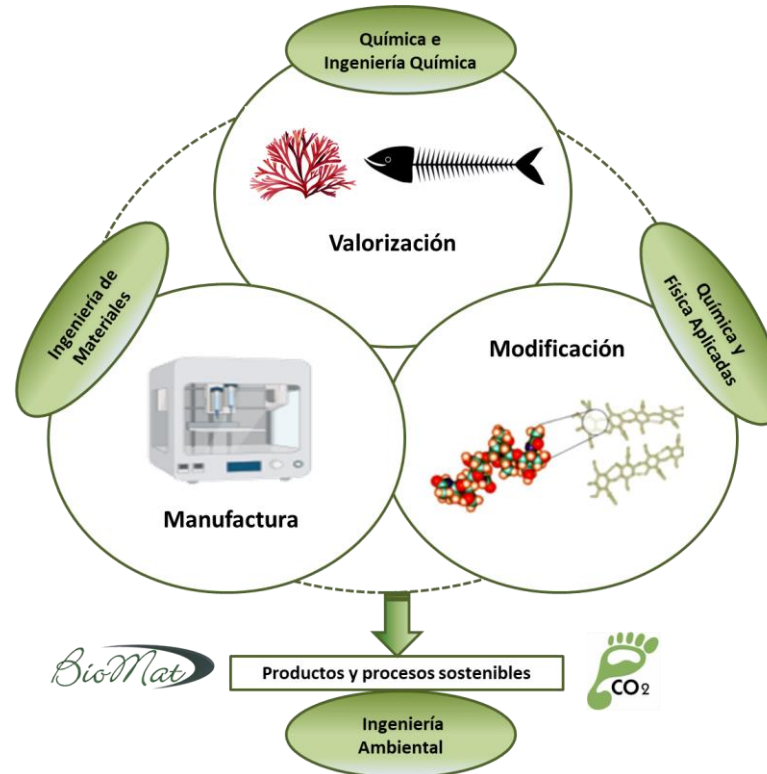 Química e
Ingeniería Química
Valorización
Ingeniería de
Materiales
Química y
Física Aplicadas
Modificación
Manufactura
BioMat
Productos y procesos sostenibles
CO2
Ingeniería
Ambiental